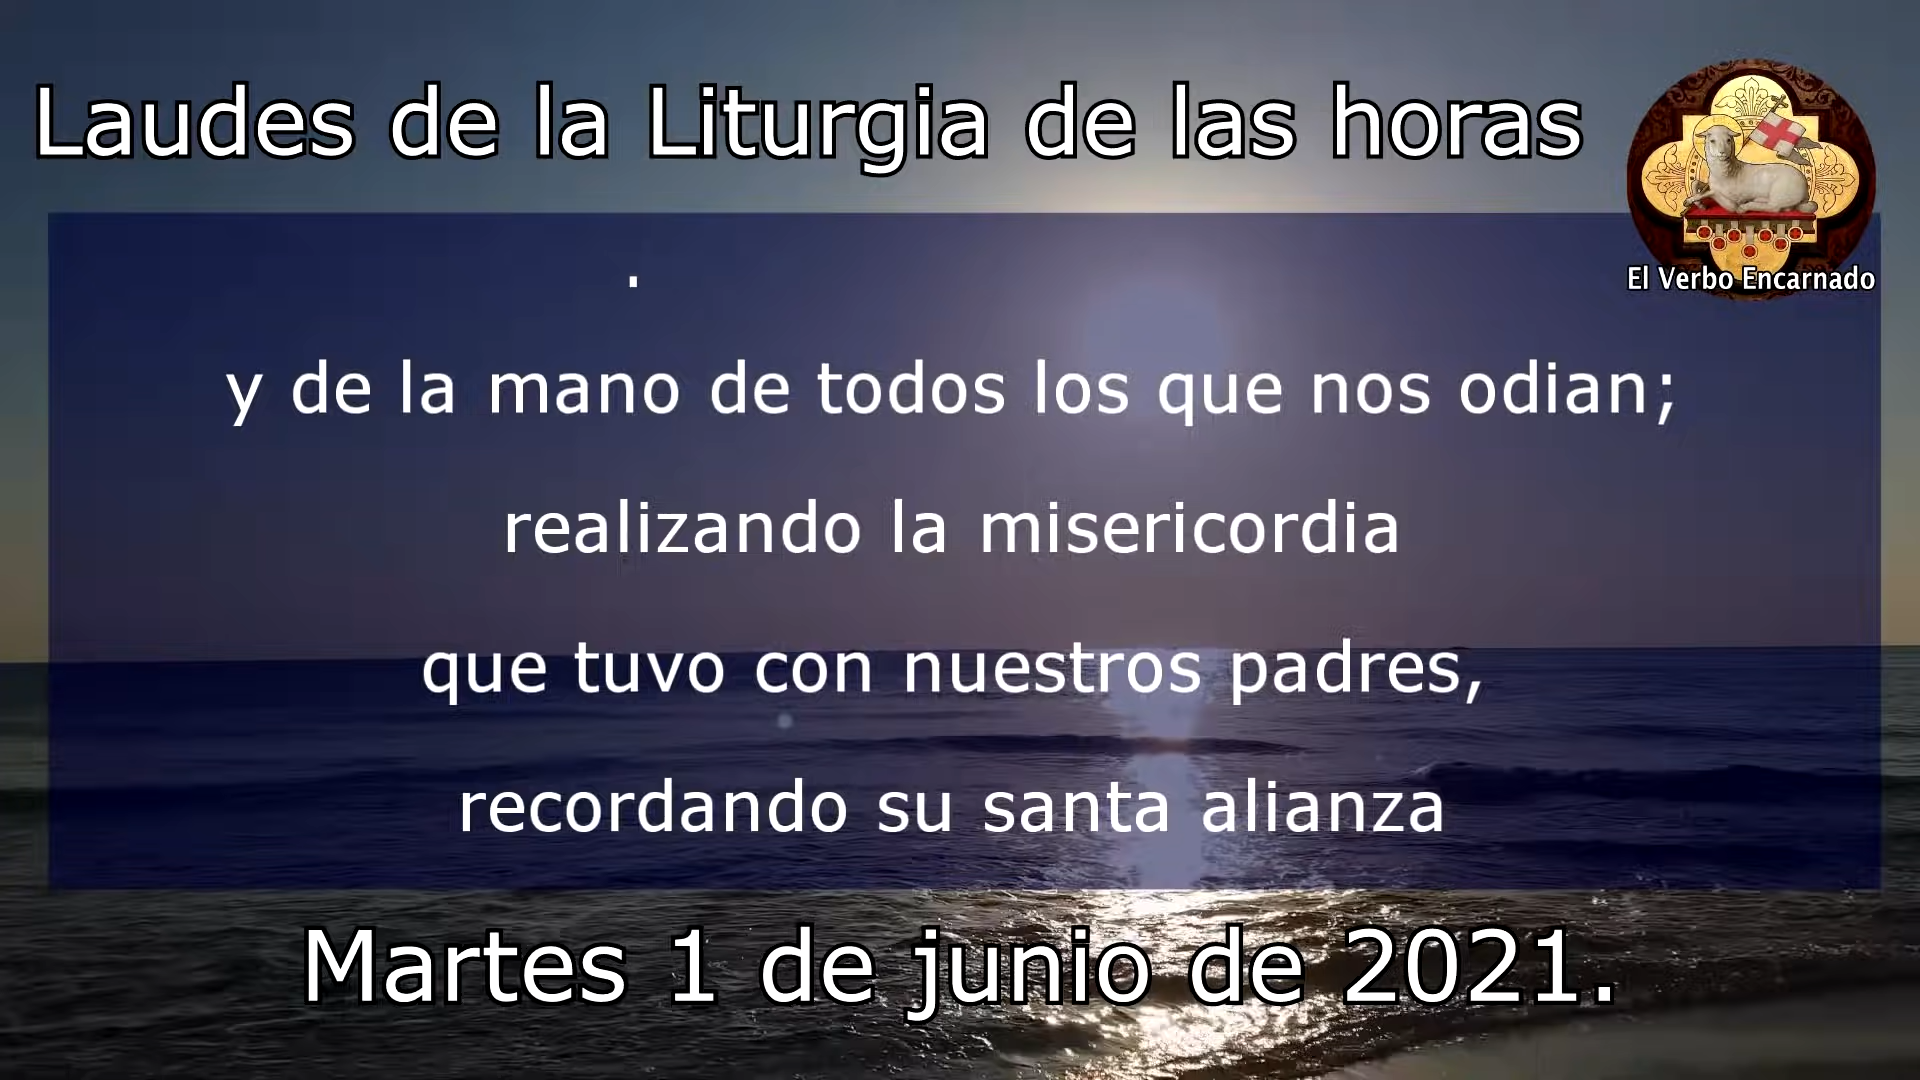 Laudes de la Liturgia de las horas
El Verbo Encarnado
.
y de la mano de todos los que nos odian;
realizando la misericordia
que tuvo con nuestros padres,
recordando su santa alianza
Martes 1 de junio de 2021.